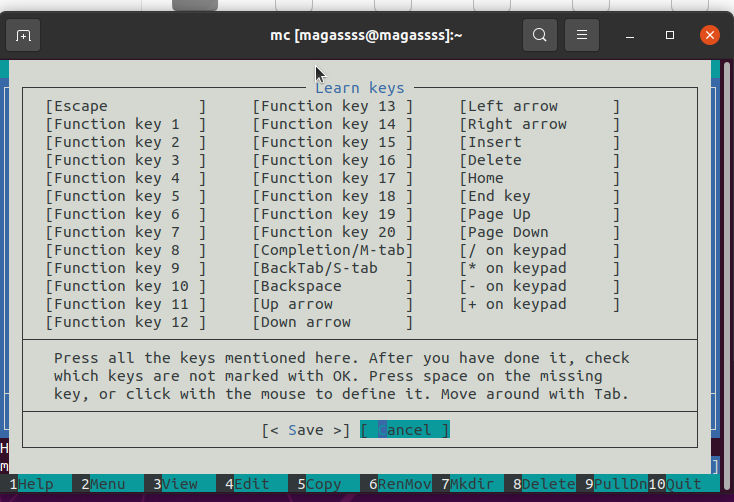 mc [magassss@magassss]:~
Learn keys
[Escape          ] [Function key 13 ] [Left arrow      ]
[Function key 1  ] [Function key 14 ] [Right arrow     ]
[Function key 2  ] [Function key 15 ] [Insert          ]
[Function key 3  ] [Function key 16 ] [Delete          ]
[Function key 4  ] [Function key 17 ] [Home            ]
[Function key 5  ] [Function key 18 ] [End key         ]
[Function key 6  ] [Function key 19 ] [Page Up         ]
[Function key 7  ] [Function key 20 ] [Page Down       ]
[Function key 8  ] [Completion/M-tab] [/ on keypad     ]
[Function key 9  ] [BackTab/S-tab   ] [* on keypad     ]
[Function key 10 ] [Backspace       ] [- on keypad     ]
[Function key 11 ] [Up arrow        ] [+ on keypad     ]
[Function key 12 ] [Down arrow      ]
Press all the keys mentioned here. After you have done it, check
which keys are not marked with OK. Press space on the missing
key, or click with the mouse to define it. Move around with Tab.
[< Save >] [ Cancel ]
H
m ]
1Help 2Menu 3View 4Edit 5Copy 6RenMov 7Mkdir 8Delete 9PullDn 10Quit